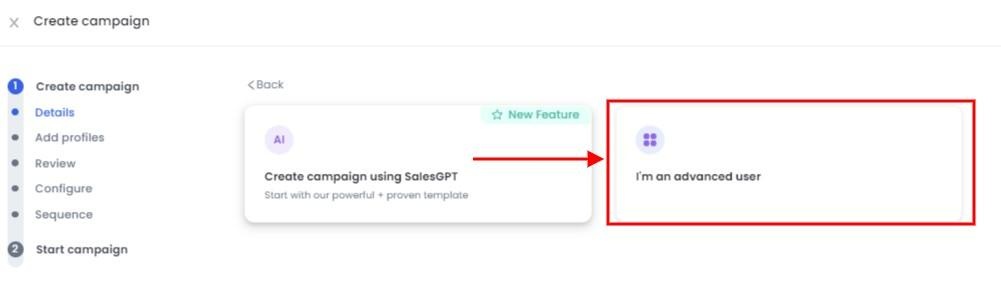 Create campaign
1 Create campaign
Details
Add profiles
Review
Configure
Sequence
2 Start campaign
Back
New Feature
AI
Create campaign using SalesGPT
Start with our powerful + proven template
I'm an advanced user